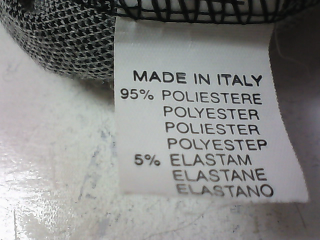 MADE IN ITALY
95% POLIESTERE
POLYESTER
POLIESTER
POLYESTEP
5% ELASTAM
ELASTANE
ELASTANO